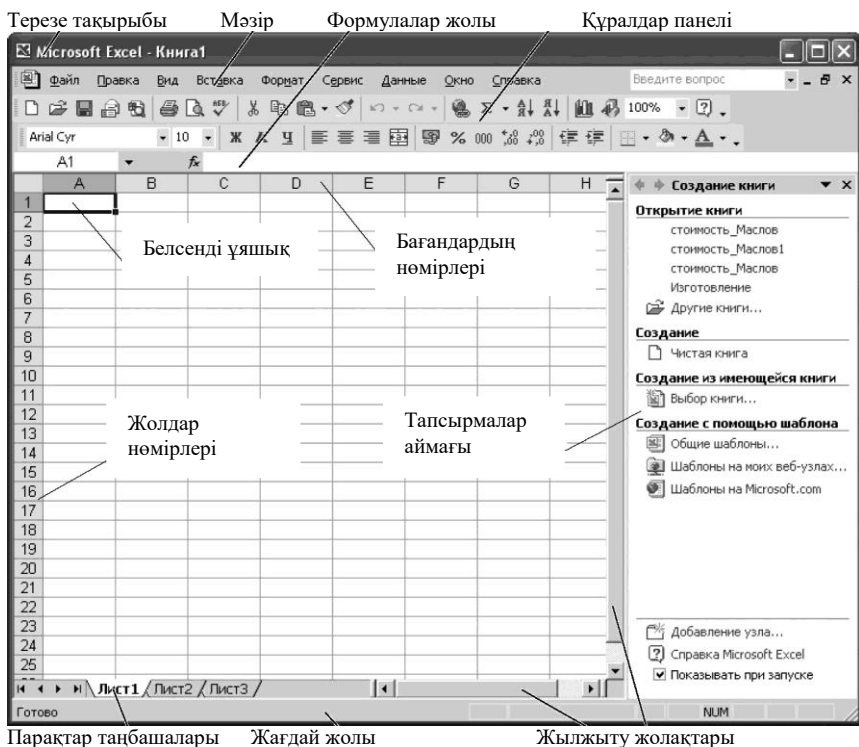 Терезе тақырыбы Мәзір Формулалар жолы Құралдар панелі
Microsoft Excel - Книга1
Файл Правка Вид Вставка Формат Сервис Данные Окно Справка Введите вопрос
100%
Arial Cyr 10 Ж К Ч % 000
A1 fx
A B C D E F G H
Создание книги
1
2
3
4
5
6
7
8
9
10
11
12
13
14
15
16
17
18
19
20
21
22
23
24
25
Белсенді ұяшық
Бағандардың
нөмірлері
Жолдар
нөмірлері
Тапсырмалар
аймағы
Открытие книги
стоимость_Маслов
стоимость_Маслов1
стоимость_Маслов
Изготовление
Другие книги...
Создание
Чистая книга
Создание из имеющейся книги
Выбор книги...
Создание с помощью шаблона
Общие шаблоны...
Шаблоны на моих веб-узлах...
Шаблоны на Microsoft.com
Добавление узла...
Справка Microsoft Excel
Показывать при запуске
Лист1 Лист2 Лист3
Готово NUM
Парақтар таңбашалары Жағдай жолы Жылжыту жолақтары